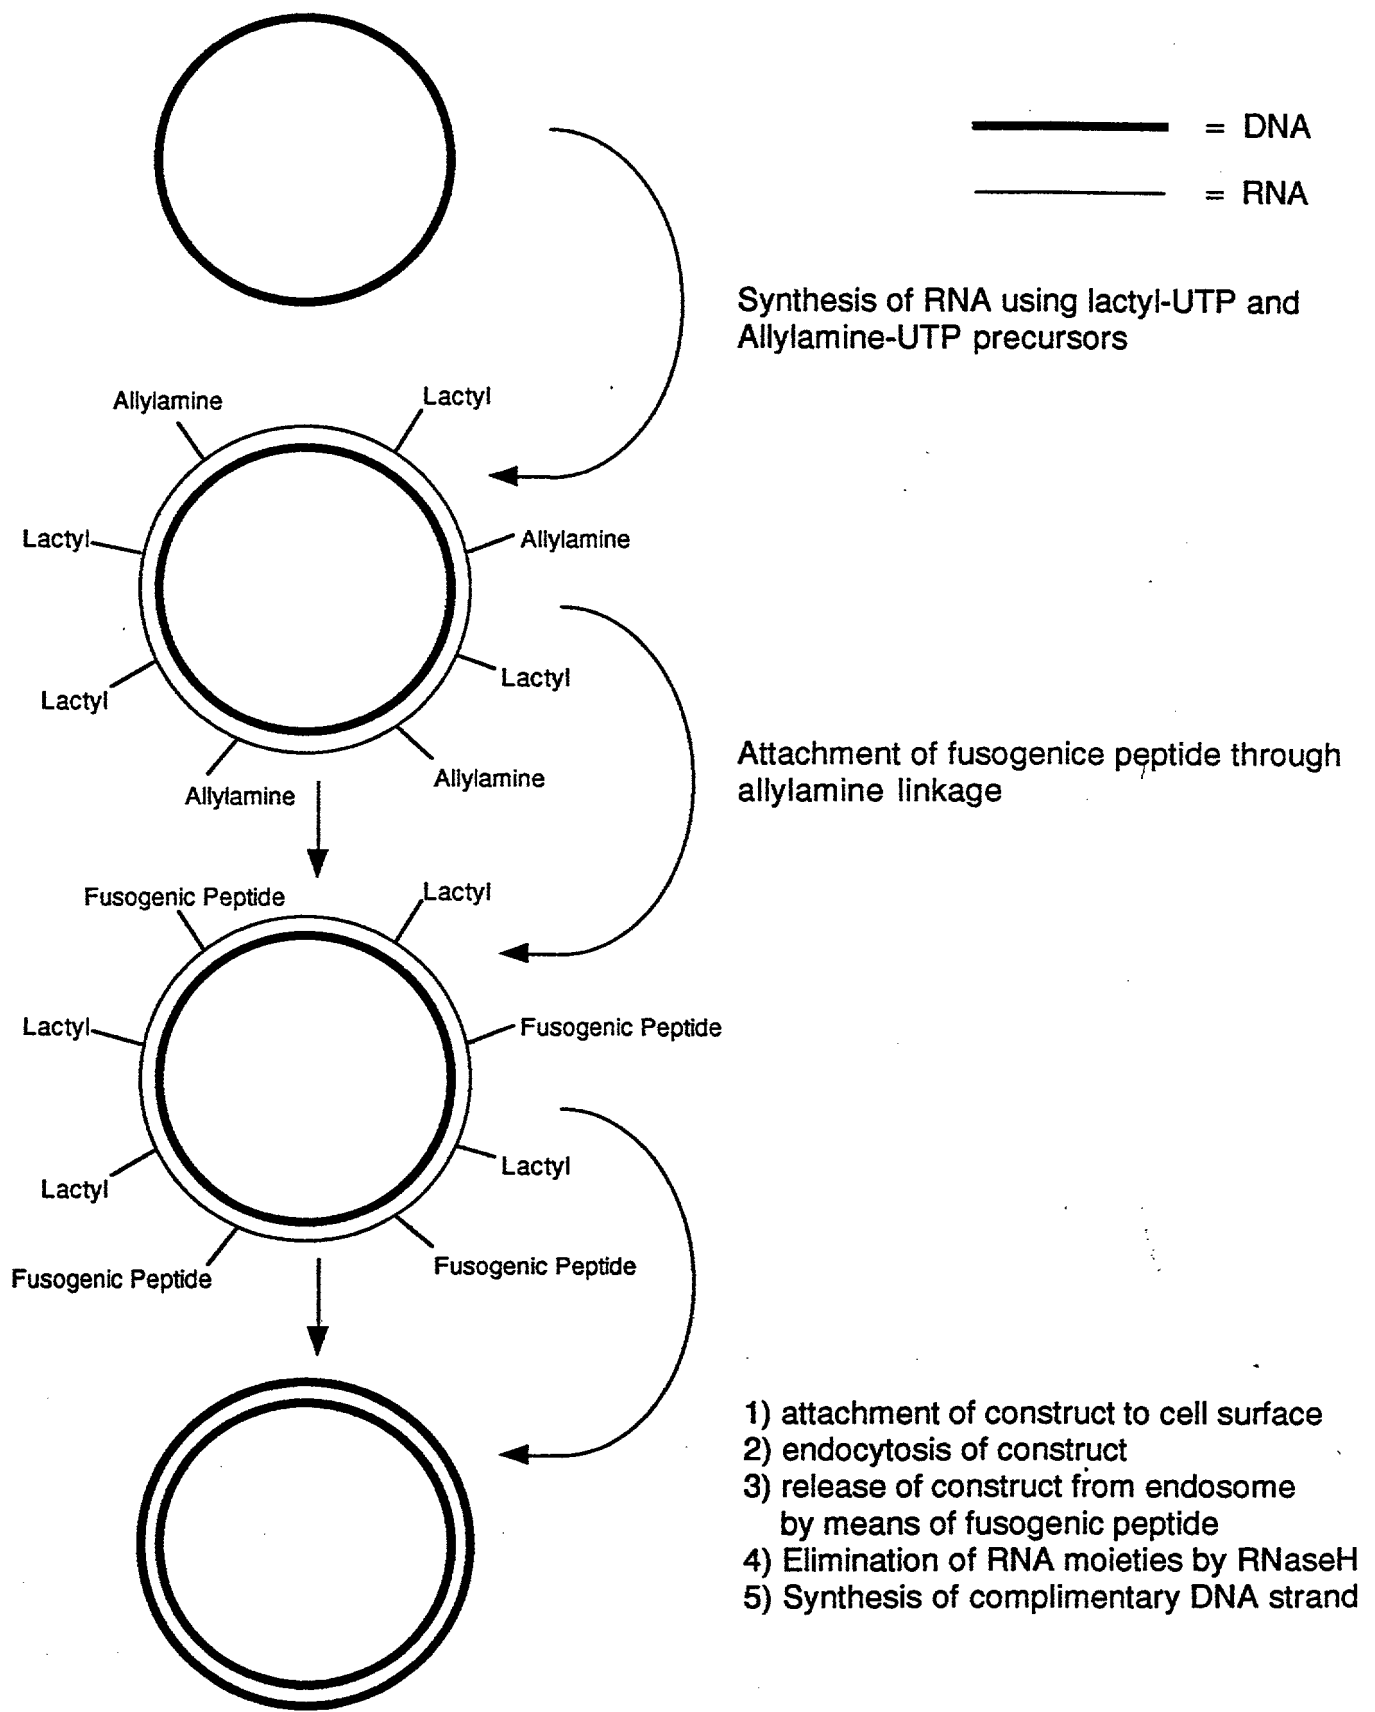 = DNA
= RNA
Synthesis of RNA using lactyl-UTP and
Allylamine-UTP precursors
Allylamine
Lactyl
Lactyl
Allylamine
Lactyl
Lactyl
Allylamine
Allylamine
Attachment of fusogenice peptide through
allylamine linkage
Fusogenic Peptide
Lactyl
Lactyl
Fusogenic Peptide
Lactyl
Lactyl
Fusogenic Peptide
Fusogenic Peptide
1) attachment of construct to cell surface
2) endocytosis of construct
3) release of construct from endosome
by means of fusogenic peptide
4) Elimination of RNA moieties by RNaseH
5) Synthesis of complimentary DNA strand